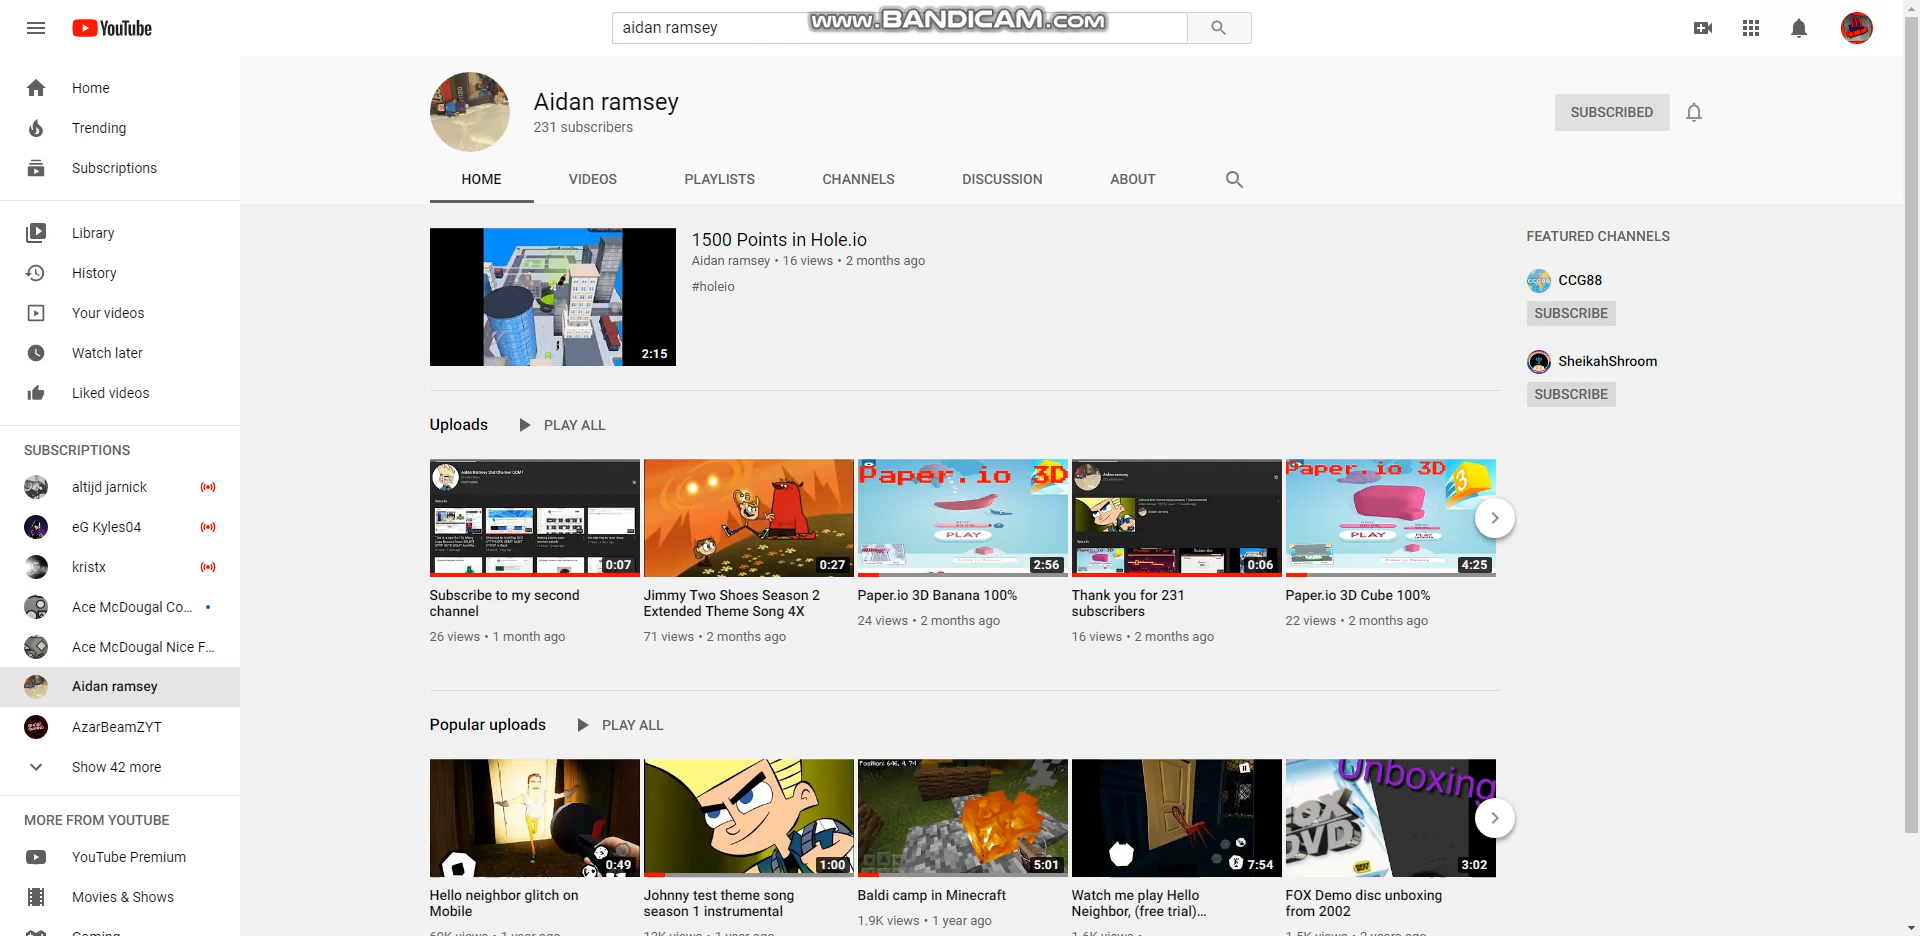 YouTube
aidan ramsey
www.BANDICAM.com
Home
Trending
Subscriptions
Library
History
Your videos
Watch later
Liked videos
SUBSCRIPTIONS
altijd jarnick
eG Kyles04
kristx
Ace McDougal Co...
Ace McDougal Nice F...
Aidan ramsey
AzarBeamZYT
Show 42 more
MORE FROM YOUTUBE
YouTube Premium
Movies & Shows
Gaming
Aidan ramsey
231 subscribers
SUBSCRIBED
HOME VIDEOS PLAYLISTS CHANNELS DISCUSSION ABOUT
2:15
1500 Points in Hole.io
Aidan ramsey • 16 views • 2 months ago
#holeio
Uploads PLAY ALL
0:07
Subscribe to my second
channel
26 views • 1 month ago
0:27
Jimmy Two Shoes Season 2
Extended Theme Song 4X
71 views • 2 months ago
Paper.io 3D
PLAY
2:56
Paper.io 3D Banana 100%
24 views • 2 months ago
0:06
Thank you for 231
subscribers
16 views • 2 months ago
Paper.io 3D
PLAY
4:25
Paper.io 3D Cube 100%
22 views • 2 months ago
Popular uploads PLAY ALL
0:49
Hello neighbor glitch on
Mobile
1:00
Johnny test theme song
season 1 instrumental
Position: 646, 4, 74
5:01
Baldi camp in Minecraft
1.9K views • 1 year ago
7:54
Watch me play Hello
Neighbor, (free trial)...
Unboxing
FOX
DVD
3:02
FOX Demo disc unboxing
from 2002
FEATURED CHANNELS
CCG88
SUBSCRIBE
SheikahShroom
SUBSCRIBE